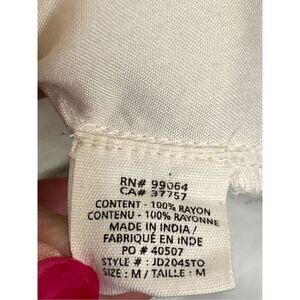 RN# 99064
CA# 37757
CONTENT - 100% RAYON
CONTENU - 100% RAYONNE
MADE IN INDIA /
FABRIQUÉ EN INDE
PO # 40507
STYLE # : JD204STO
SIZE : M / TAILLE : M